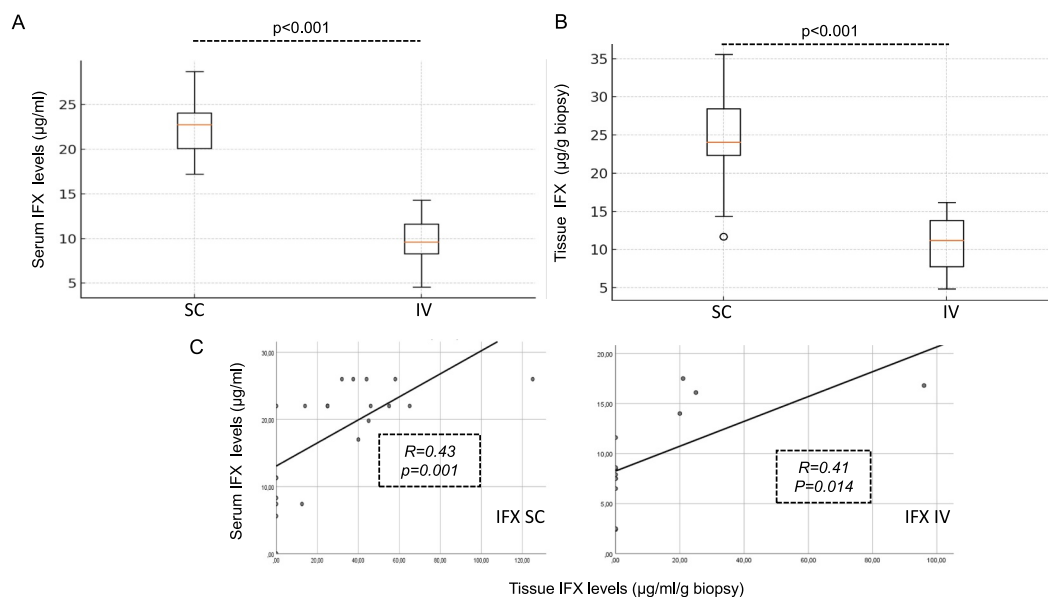 A
p<0.001
Serum IFX levels (µg/ml)
25
20
15
10
5
SC
IV
B
p<0.001
Tissue IFX (µg/g biopsy)
35
30
25
20
15
10
5
SC
IV
C
Serum IFX levels (µg/ml)
30,00
20,00
10,00
,00
R=0.43
p=0.001
IFX SC
,00 20,00 40,00 60,00 80,00 100,00 120,00
20,00
15,00
10,00
5,00
,00
R=0.41
P=0.014
IFX IV
,00 20,00 40,00 60,00 80,00 100,00
Tissue IFX levels (µg/ml/g biopsy)